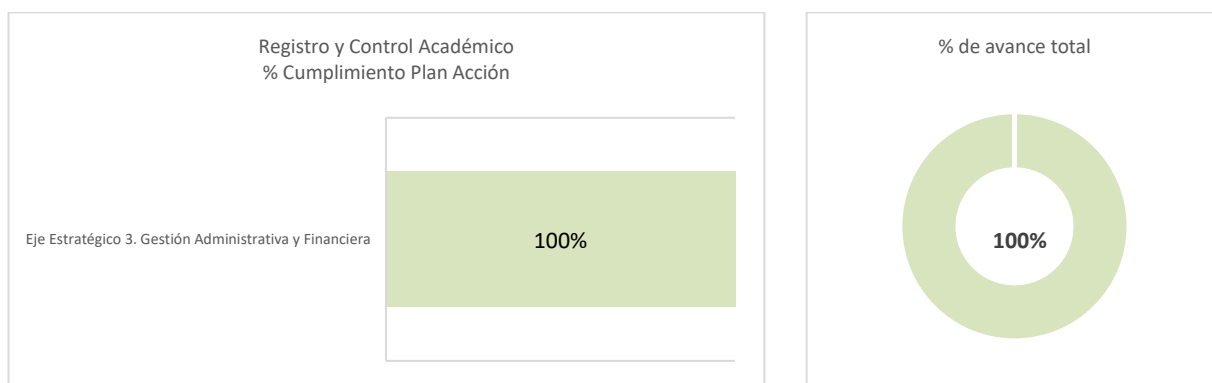 Registro y Control Académico
% Cumplimiento Plan Acción
Eje Estratégico 3. Gestión Administrativa y Financiera
100%
% de avance total
100%